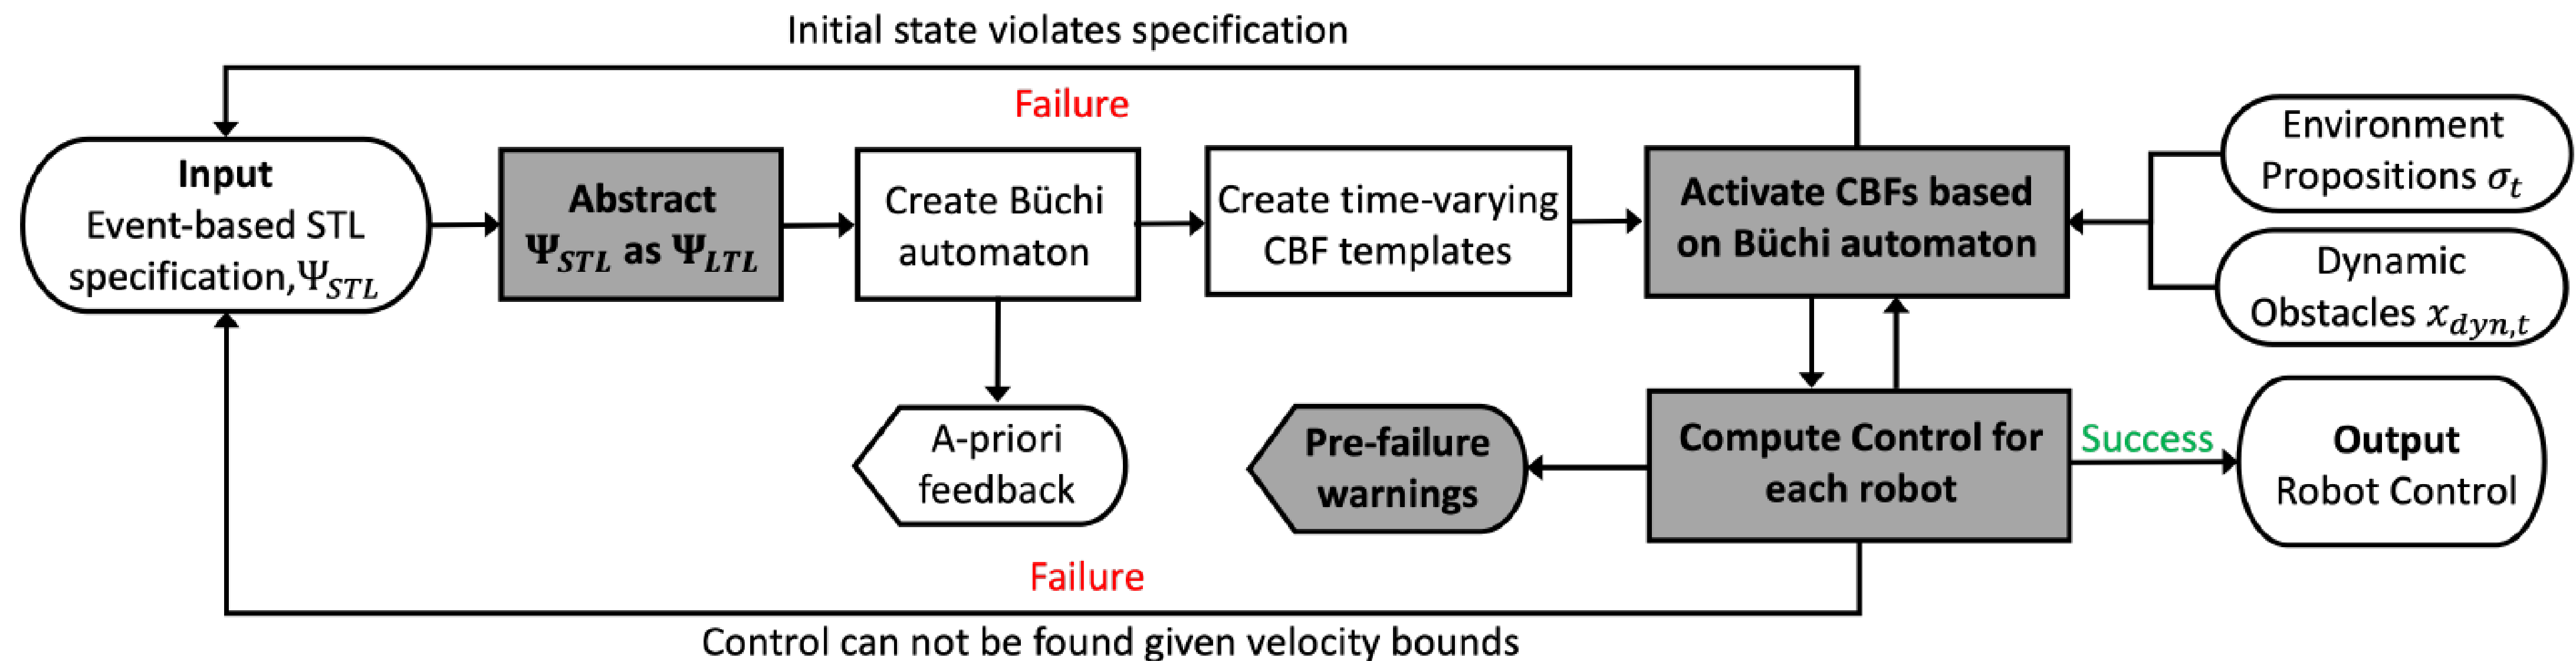 Initial state violates specification
Failure
Input
Event-based STL
specification,Ψ_STL
Abstract
Ψ_STL as Ψ_LTL
Create Büchi
automaton
Create time-varying
CBF templates
Activate CBFs based
on Büchi automaton
Environment
Propositions σ_t
Dynamic
Obstacles x_dyn,t
A-priori
feedback
Pre-failure
warnings
Compute Control for
each robot
Success
Output
Robot Control
Failure
Control can not be found given velocity bounds